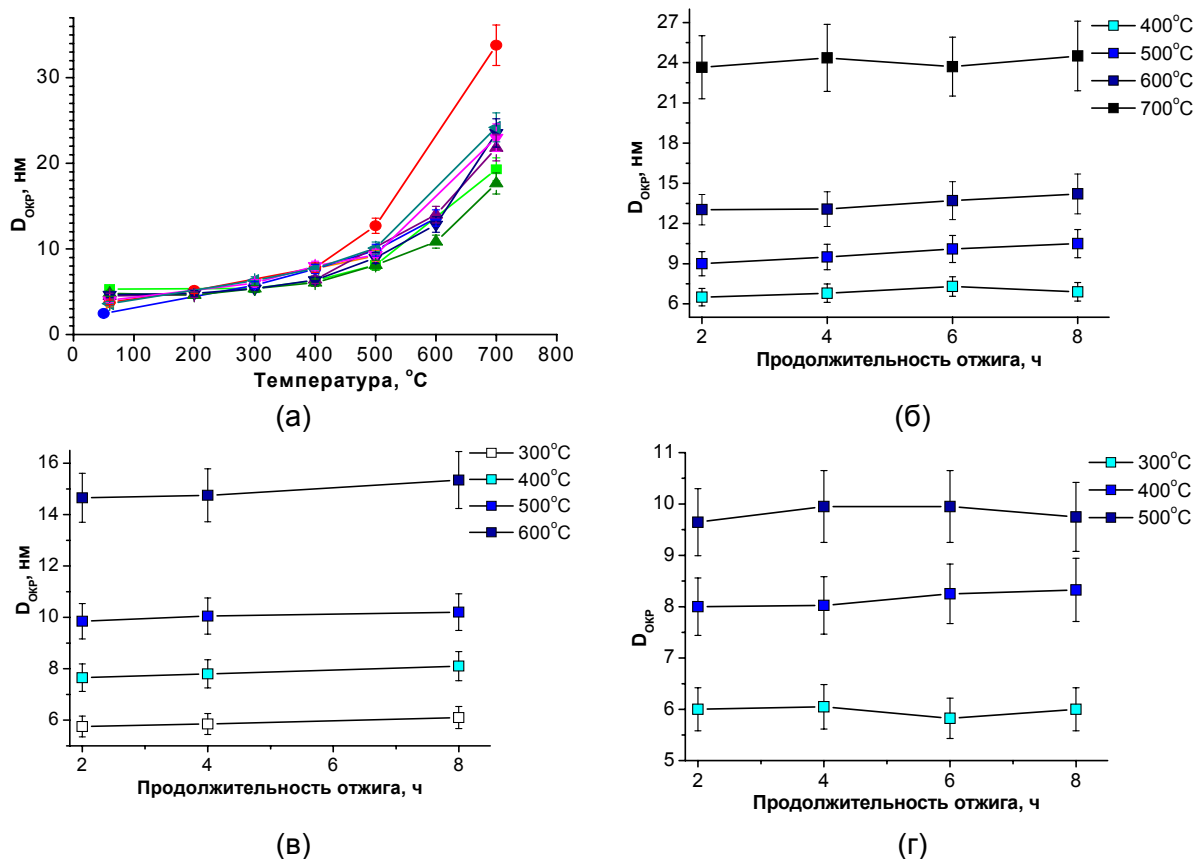 30
20
10
0
0 100 200 300 400 500 600 700 800
D_ОКР, нм
Температура, °C
(а)
27
24
21
18
15
12
9
6
2 4 6 8
D_ОКР, нм
Продолжительность отжига, ч
400°C
500°C
600°C
700°C
(б)
16
14
12
10
8
6
2 4 6 8
D_ОКР, нм
Продолжительность отжига, ч
300°C
400°C
500°C
600°C
(в)
11
10
9
8
7
6
5
2 4 6 8
D_ОКР
Продолжительность отжига, ч
300°C
400°C
500°C
(г)